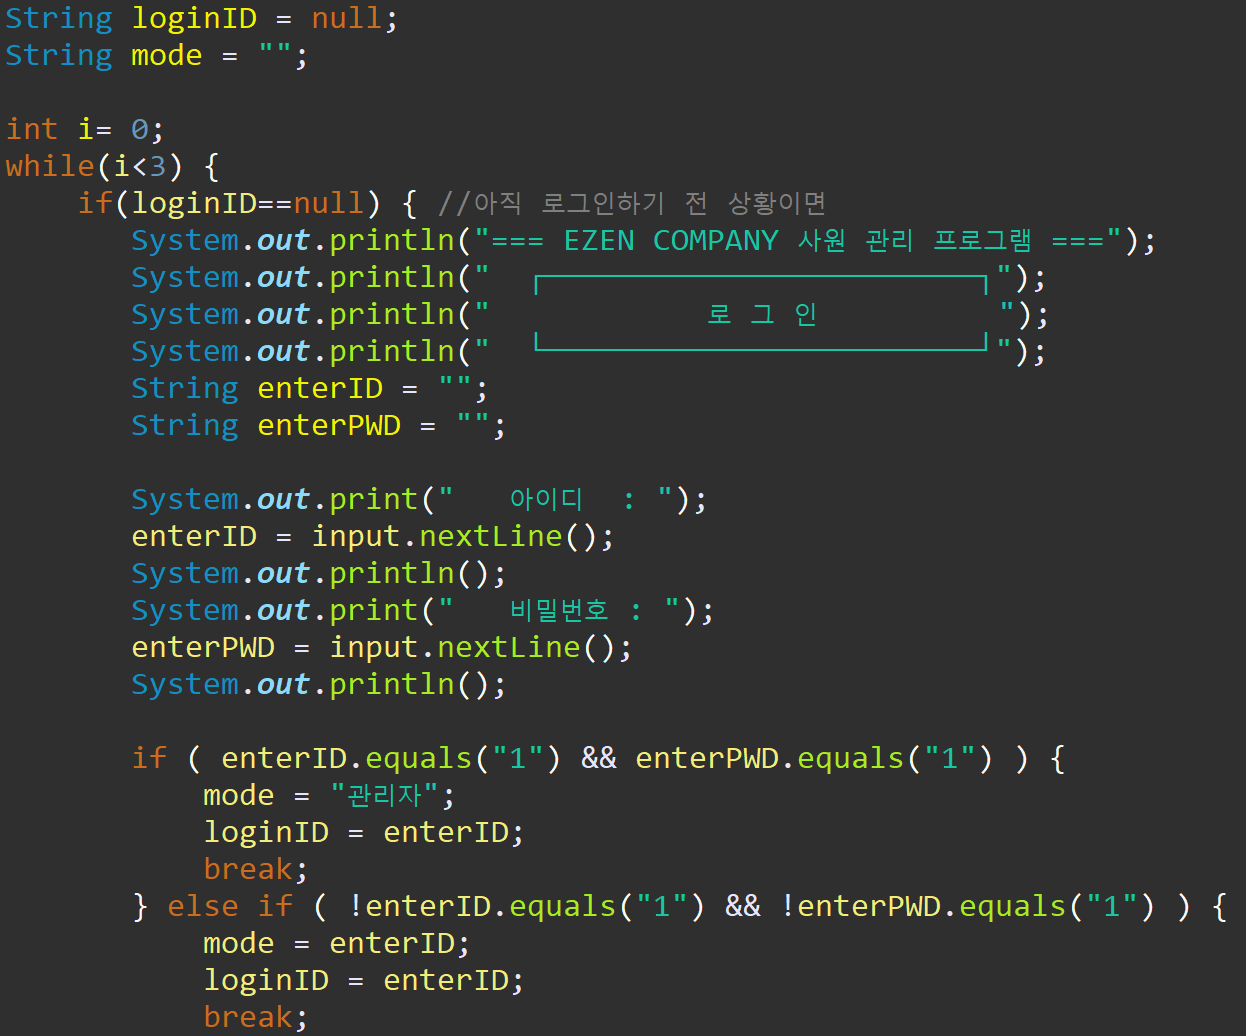 String loginID = null;
String mode = "";
int i= 0;
while(i<3) {
if(loginID==null) { //아직 로그인하기 전 상황이면
System.out.println("=== EZEN COMPANY 사원 관리 프로그램 ===");
System.out.println("  ┌─────────────────────────┐");
System.out.println("            로 그 인          ");
System.out.println("  └─────────────────────────┘");
String enterID = "";
String enterPWD = "";
System.out.print("   아이디  : ");
enterID = input.nextLine();
System.out.println();
System.out.print("   비밀번호 : ");
enterPWD = input.nextLine();
System.out.println();
if ( enterID.equals("1") && enterPWD.equals("1") ) {
mode = "관리자";
loginID = enterID;
break;
} else if ( !enterID.equals("1") && !enterPWD.equals("1") ) {
mode = enterID;
loginID = enterID;
break;